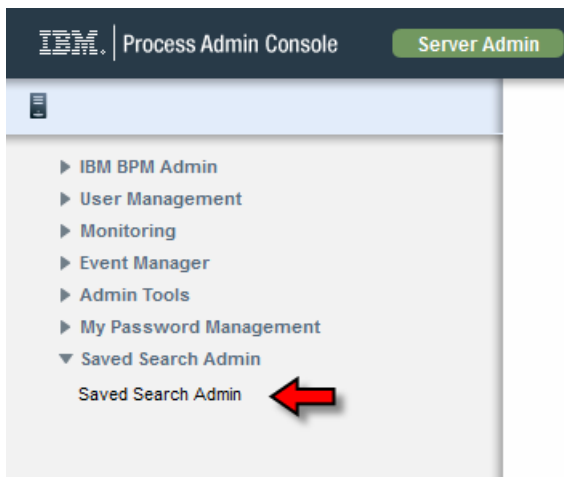 IBM. Process Admin Console Server Admin
IBM BPM Admin
User Management
Monitoring
Event Manager
Admin Tools
My Password Management
Saved Search Admin
Saved Search Admin